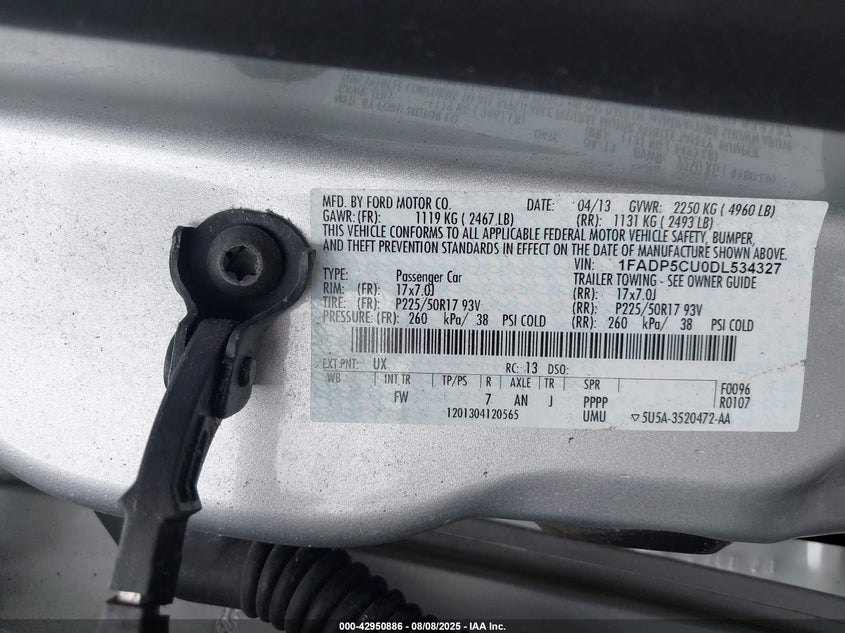 MFD. BY FORD MOTOR CO. DATE: 04/13 GVWR: 2250 KG ( 4960 LB)
GAWR: (FR): 1119 KG ( 2467.LB) (RR): 1131 KG ( 2493 LB)
THIS VEHICLE CONFORMS TO ALL APPLICABLE FEDERAL MOTOR VEHICLE SAFETY, BUMPER,
AND THEFT PREVENTION STANDARDS IN EFFECT ON THE DATE OF MANUFACTURE SHOWN ABOVE.
VIN: 1FADP5CU0DL534327
TYPE: Passenger Car TRAILER TOWING - SEE OWNER GUIDE
RIM: (FR): 17x7.0J (RR): 17x7.0J
TIRE: (FR): P225/50R17 93V (RR): P225/50R17 93V
PRESSURE: (FR): 260 kPa/ 38 PSI COLD (RR): 260 kPa/ 38 PSI COLD
EXT PNT: UX RC: 13 DSO:
WB INT TR TP/PS R AXLE TR SPR F0096
FW 7 AN J PPPP R0107
1201304120565 UMU ▽5U5A-3520472-AA
000-42950886 - 08/08/2025 - IAA Inc.